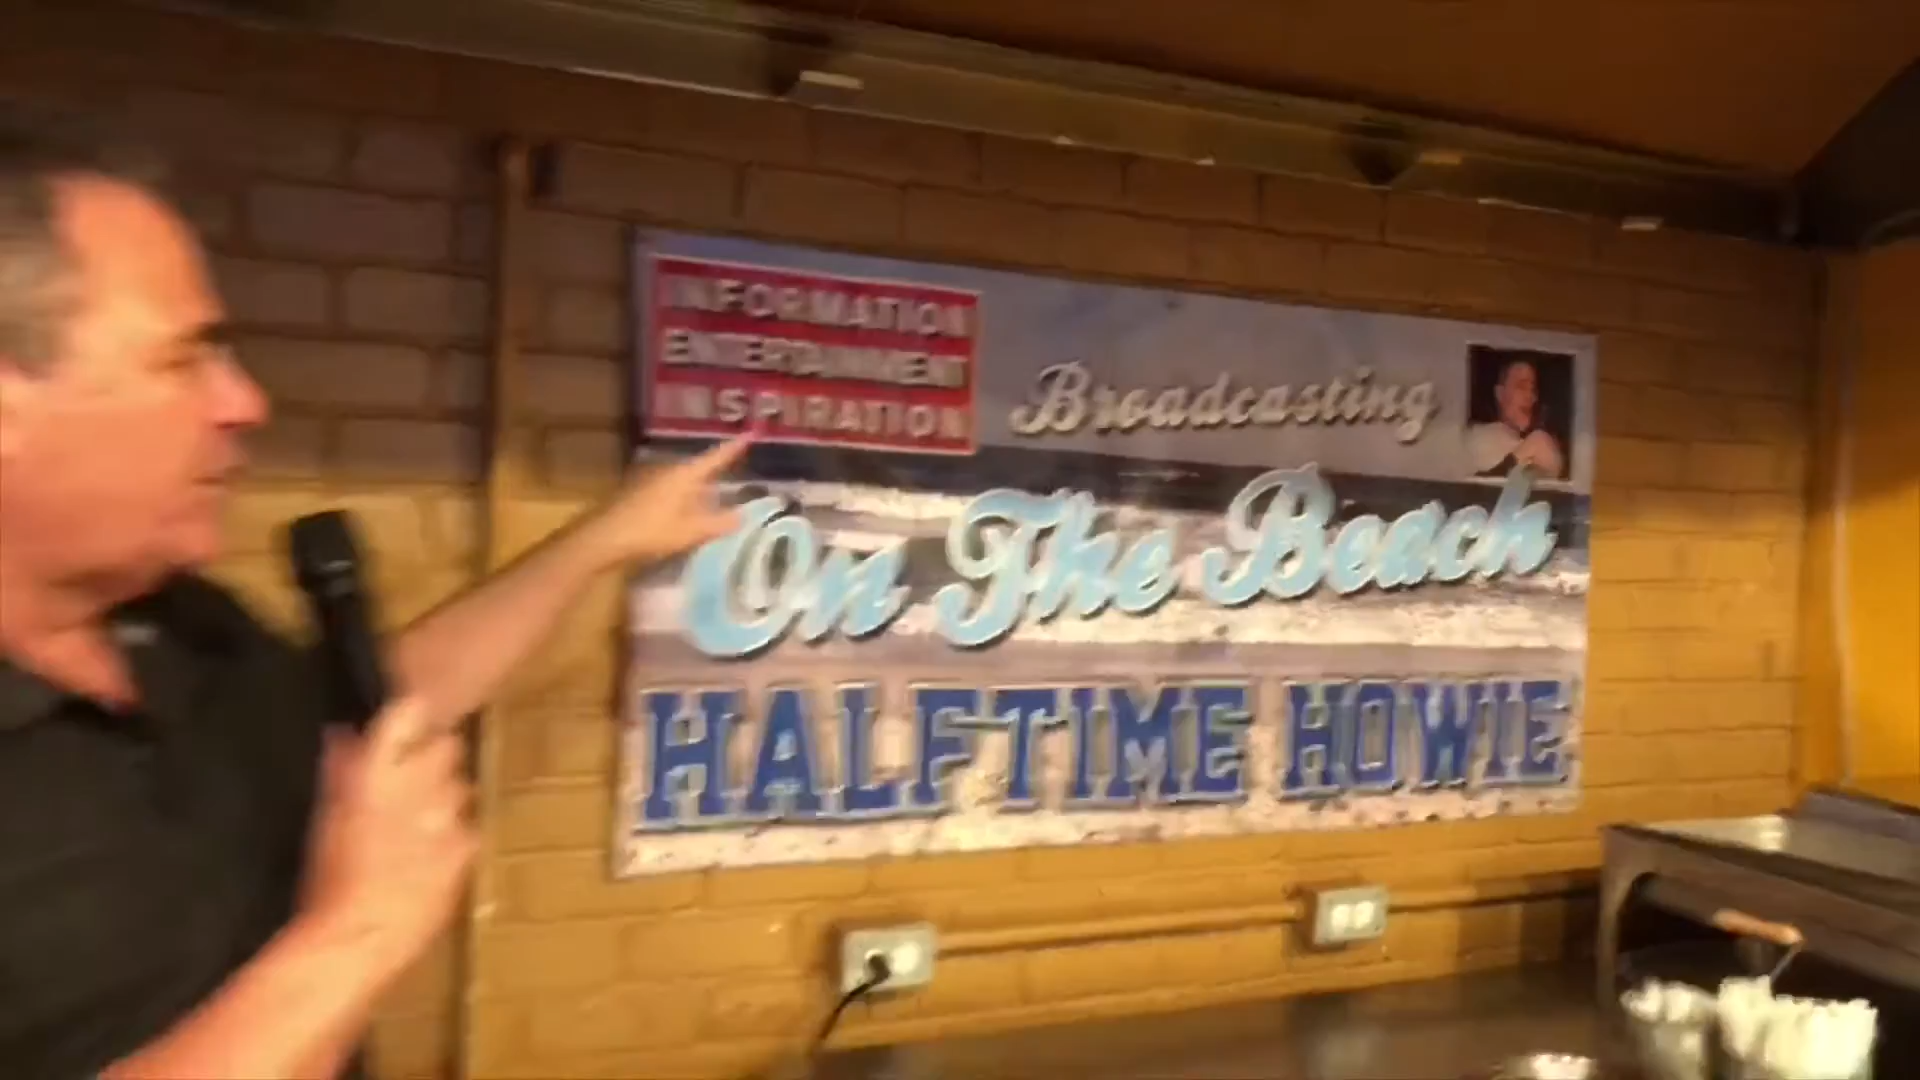 INFORMATION
ENTERTAINMENT
INSPIRATION
Broadcasting
On The Beach
HALFTIME HOWIE